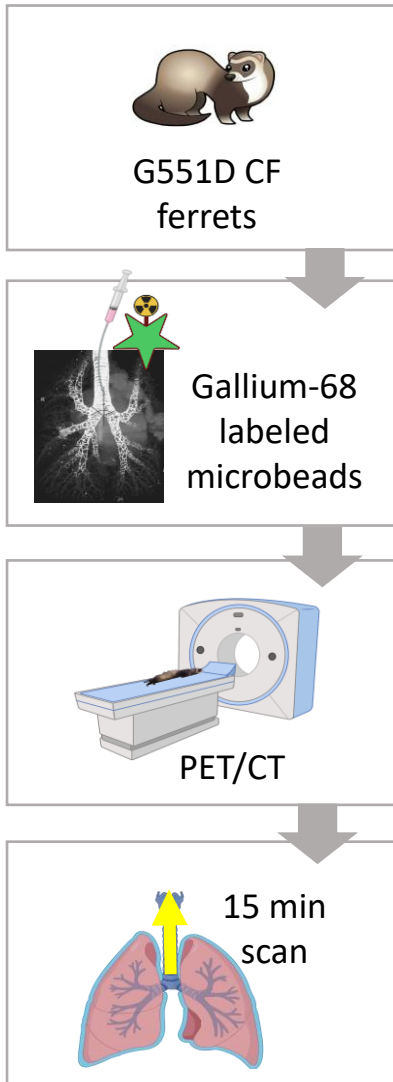 G551D CF
ferrets
Gallium-68
labeled
microbeads
PET/CT
15 min
scan